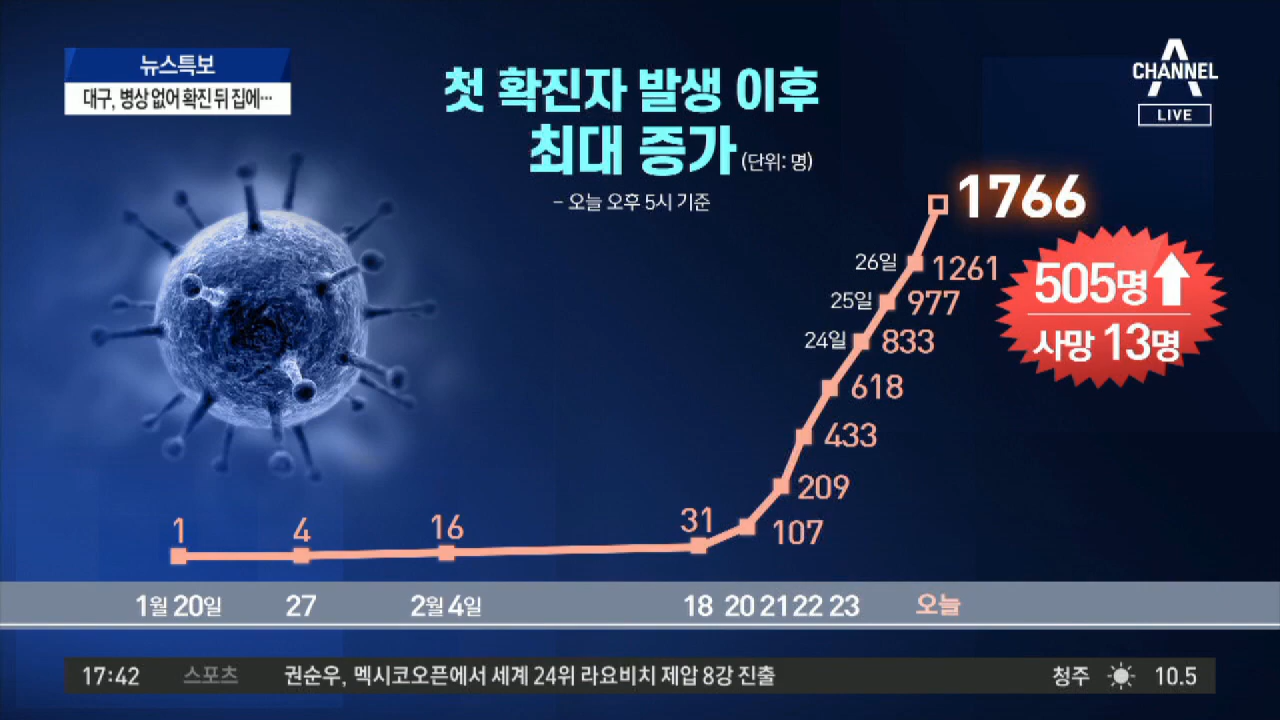 뉴스특보
대구, 병상 없어 확진 뒤 집에…
첫 확진자 발생 이후
최대 증가 (단위: 명)
- 오늘 오후 5시 기준
CHANNEL A
LIVE
1766
26일 1261
25일 977
24일 833
618
433
209
107
31
16
4
1
505명
사망 13명
1월 20일 27 2월 4일 18 20 21 22 23 오늘
17:42 스포츠 권순우, 멕시코오픈에서 세계 24위 라요비치 제압 8강 진출 청주 10.5